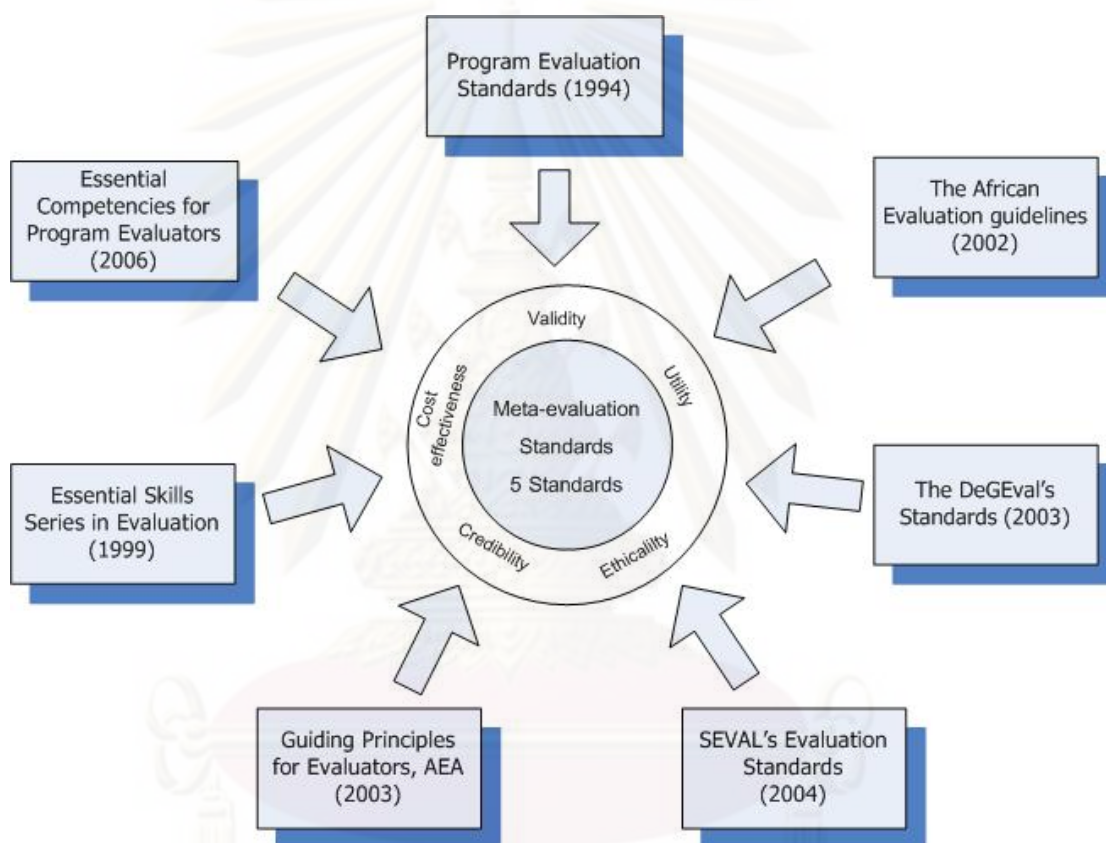 Program Evaluation
Standards (1994)
Essential
Competencies for
Program Evaluators
(2006)
The African
Evaluation guidelines
(2002)
Validity
Utility
Cost
effectiveness
Meta-evaluation
Standards
5 Standards
Credibility
Ethicalilty
Essential Skills
Series in Evaluation
(1999)
The DeGEval's
Standards (2003)
Guiding Principles
for Evaluators, AEA
(2003)
SEVAL's Evaluation
Standards
(2004)